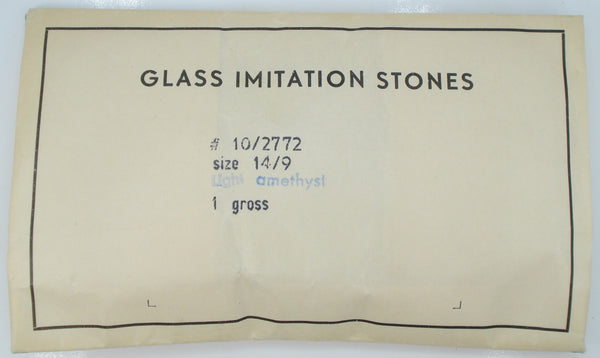 GLASS IMITATION STONES
# 10/2772
size 14/9
Light amethyst
1 gross